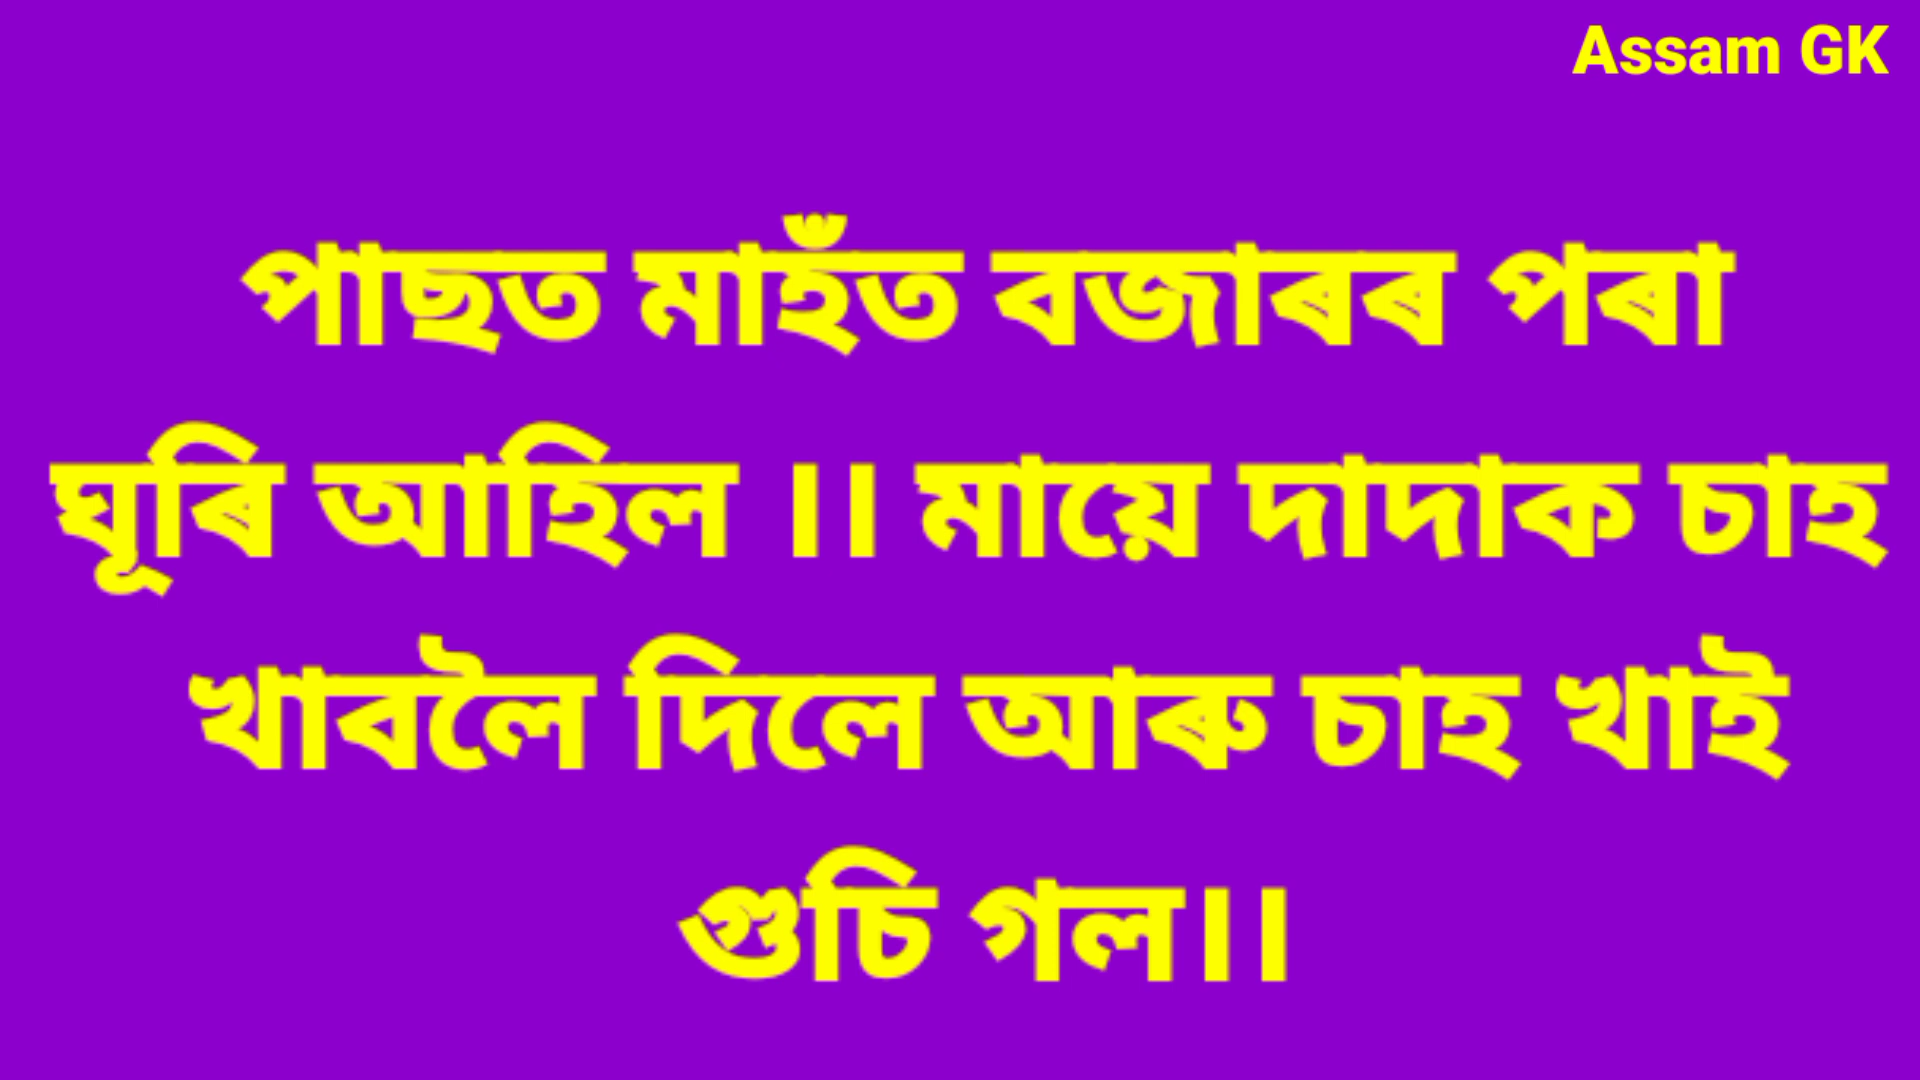 Assam GK
পাছত মাহঁত বজাৰৰ পৰা
ঘূৰি আহিল ।। মায়ে দাদাক চাহ
খাবলৈ দিলে আৰু চাহ খাই
গুচি গল।।